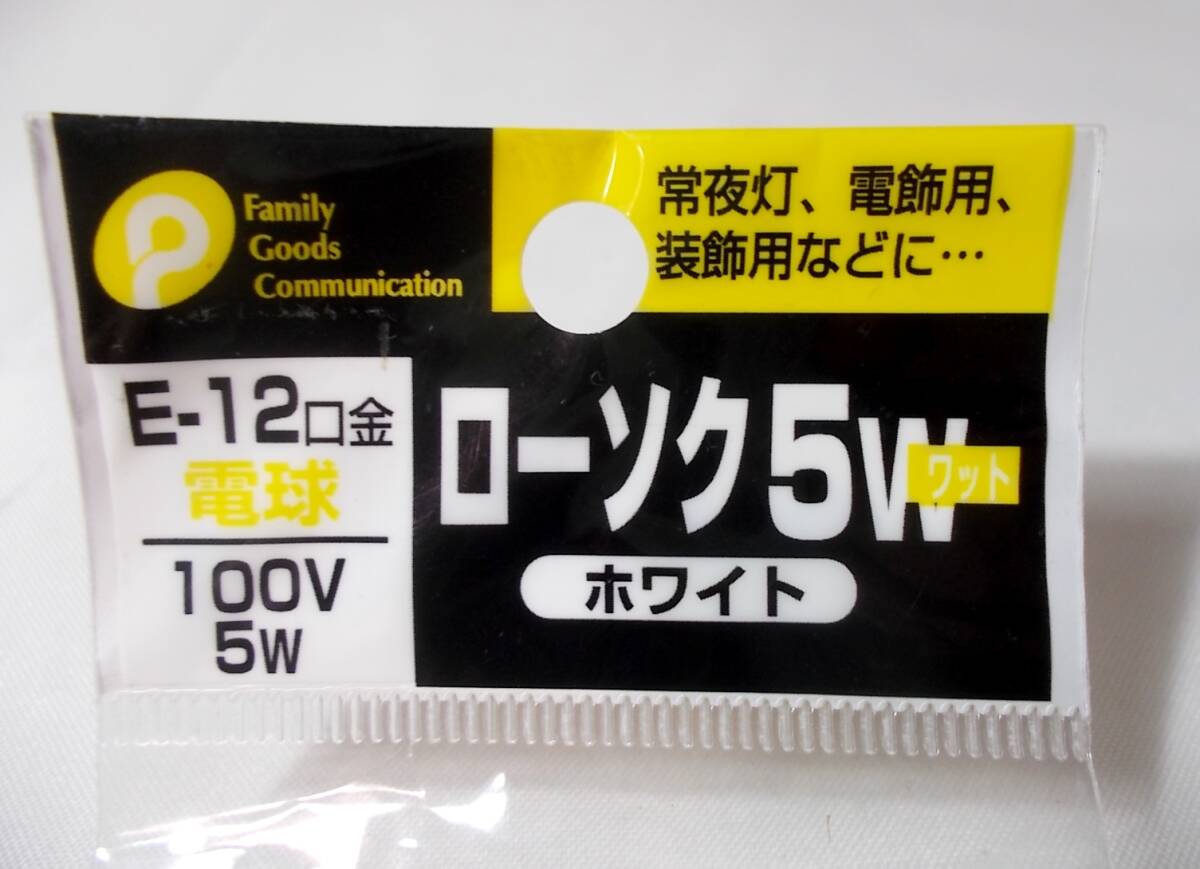 Family
Goods
Communication
常夜灯、電飾用、
装飾用などに…
E-12口金
電球
100V
5W
ローソク5W
ワット
ホワイト